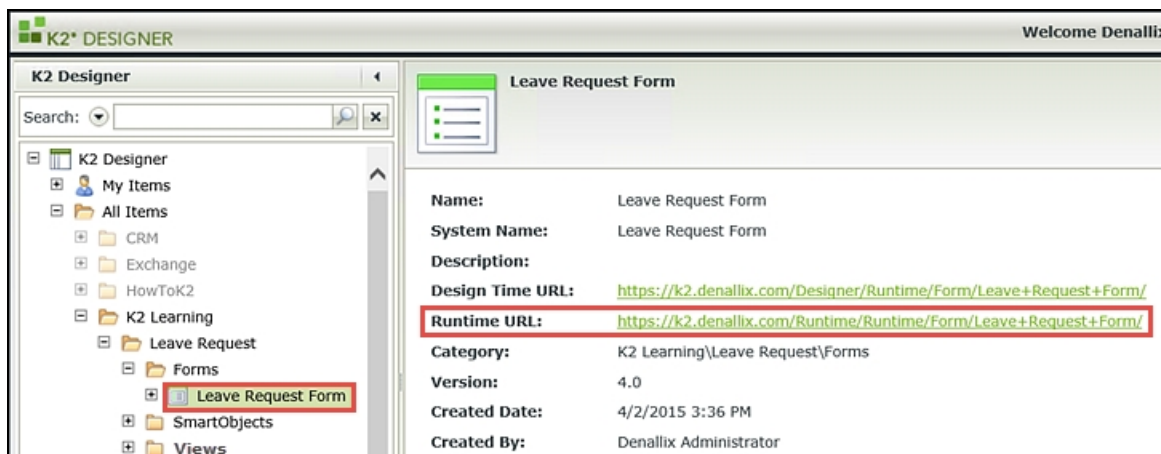 K2* DESIGNER
Welcome Denallix
K2 Designer
Search:
K2 Designer
My Items
All Items
CRM
Exchange
HowToK2
K2 Learning
Leave Request
Forms
Leave Request Form
SmartObjects
Views
Leave Request Form
Name: Leave Request Form
System Name: Leave Request Form
Description:
Design Time URL: https://k2.denallix.com/Designer/Runtime/Form/Leave+Request+Form/
Runtime URL: https://k2.denallix.com/Runtime/Runtime/Form/Leave+Request+Form/
Category: K2 Learning\Leave Request\Forms
Version: 4.0
Created Date: 4/2/2015 3:36 PM
Created By: Denallix Administrator